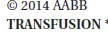 © 2014 AABB
TRANSFUSION *